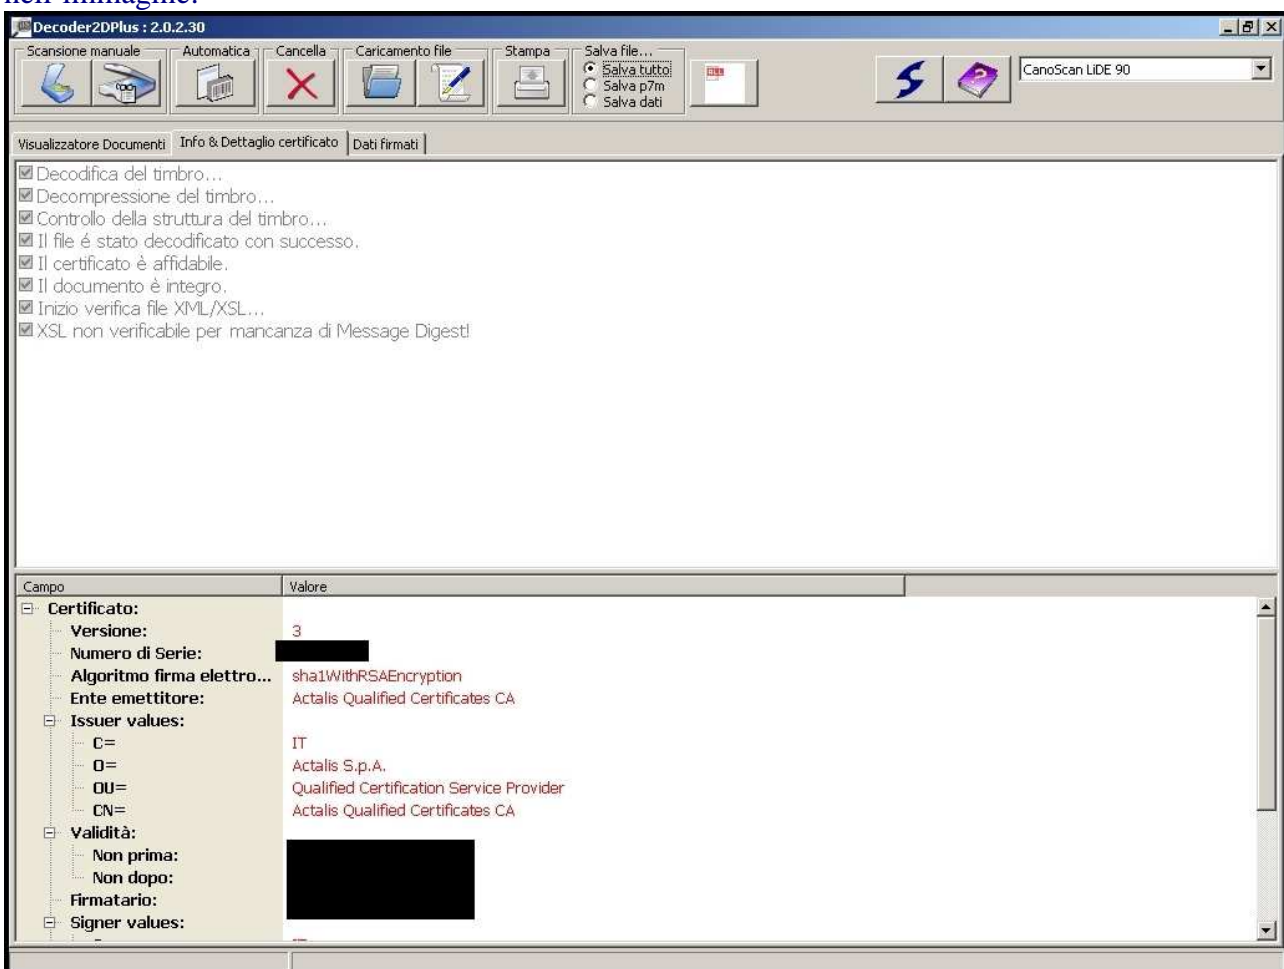 nell'immagine.
Decoder2DPlus : 2.0.2.30
Scansione manuale
Automatica
Cancella
Caricamento file
Stampa
Salva file...
Salva tutto
Salva p7m
Salva dati
CanoScan LiDE 90
Visualizzatore Documenti
Info & Dettaglio certificato
Dati firmati
Decodifica del timbro...
Decompressione del timbro...
Controllo della struttura del timbro...
Il file é stato decodificato con successo.
Il certificato è affidabile.
Il documento è integro.
Inizio verifica file XML/XSL...
XSL non verificabile per mancanza di Message Digest!
Campo Valore
Certificato:
Versione: 3
Numero di Serie:
Algoritmo firma elettro... sha1WithRSAEncryption
Ente emettitore: Actalis Qualified Certificates CA
Issuer values:
C= IT
O= Actalis S.p.A.
OU= Qualified Certification Service Provider
CN= Actalis Qualified Certificates CA
Validità:
Non prima:
Non dopo:
Firmatario:
Signer values: